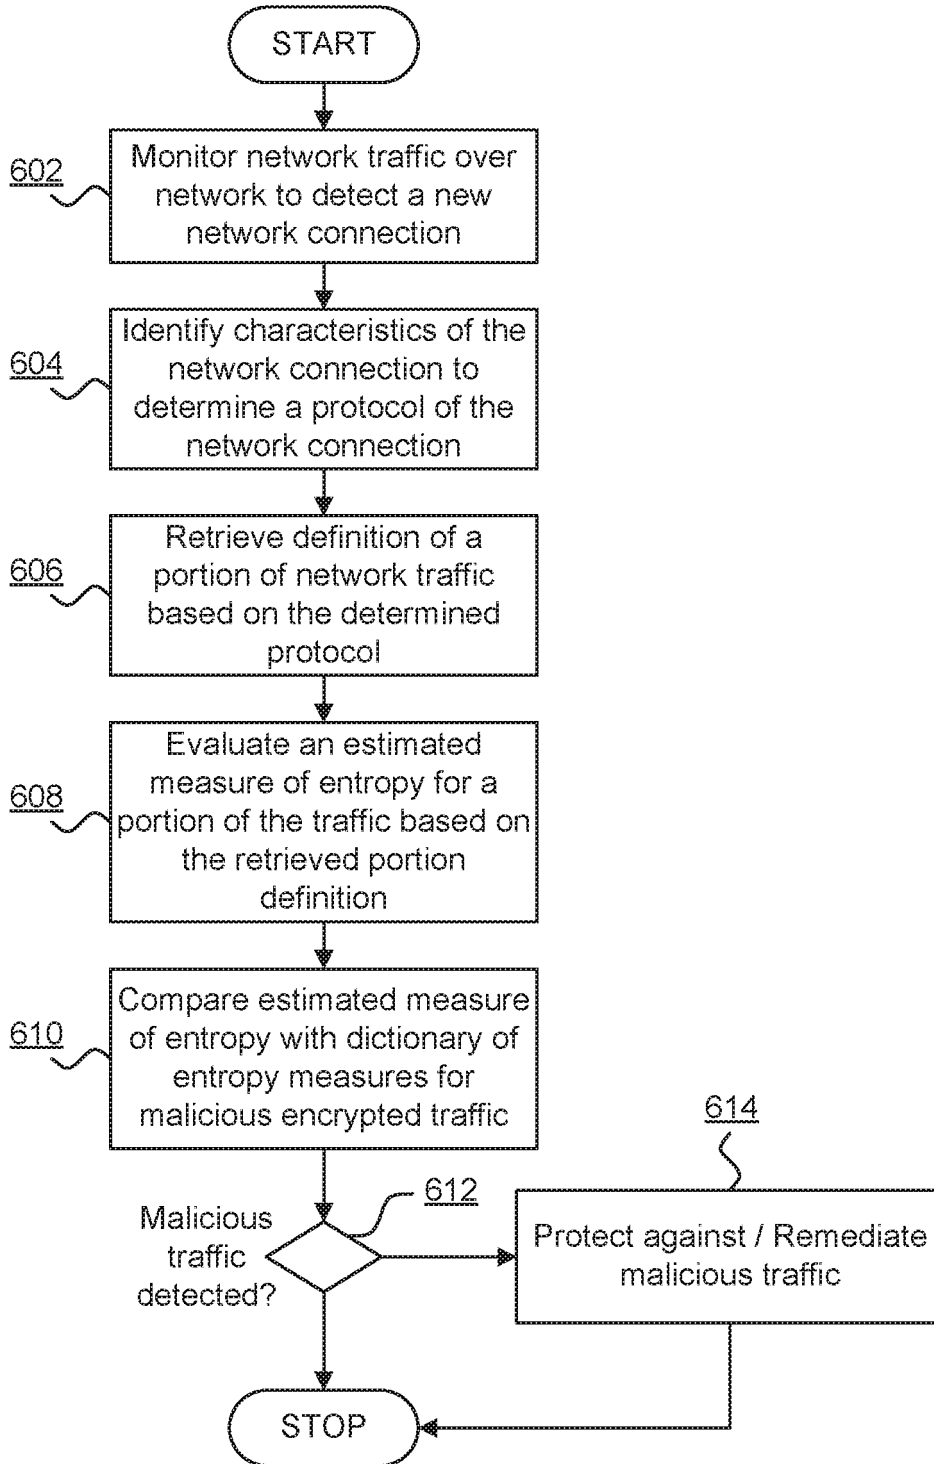 START
602
Monitor network traffic over
network to detect a new
network connection
604
Identify characteristics of the
network connection to
determine a protocol of the
network connection
606
Retrieve definition of a
portion of network traffic
based on the determined
protocol
608
Evaluate an estimated
measure of entropy for a
portion of the traffic based on
the retrieved portion
definition
610
Compare estimated measure
of entropy with dictionary of
entropy measures for
malicious encrypted traffic
612
Malicious
traffic
detected?
614
Protect against / Remediate
malicious traffic
STOP